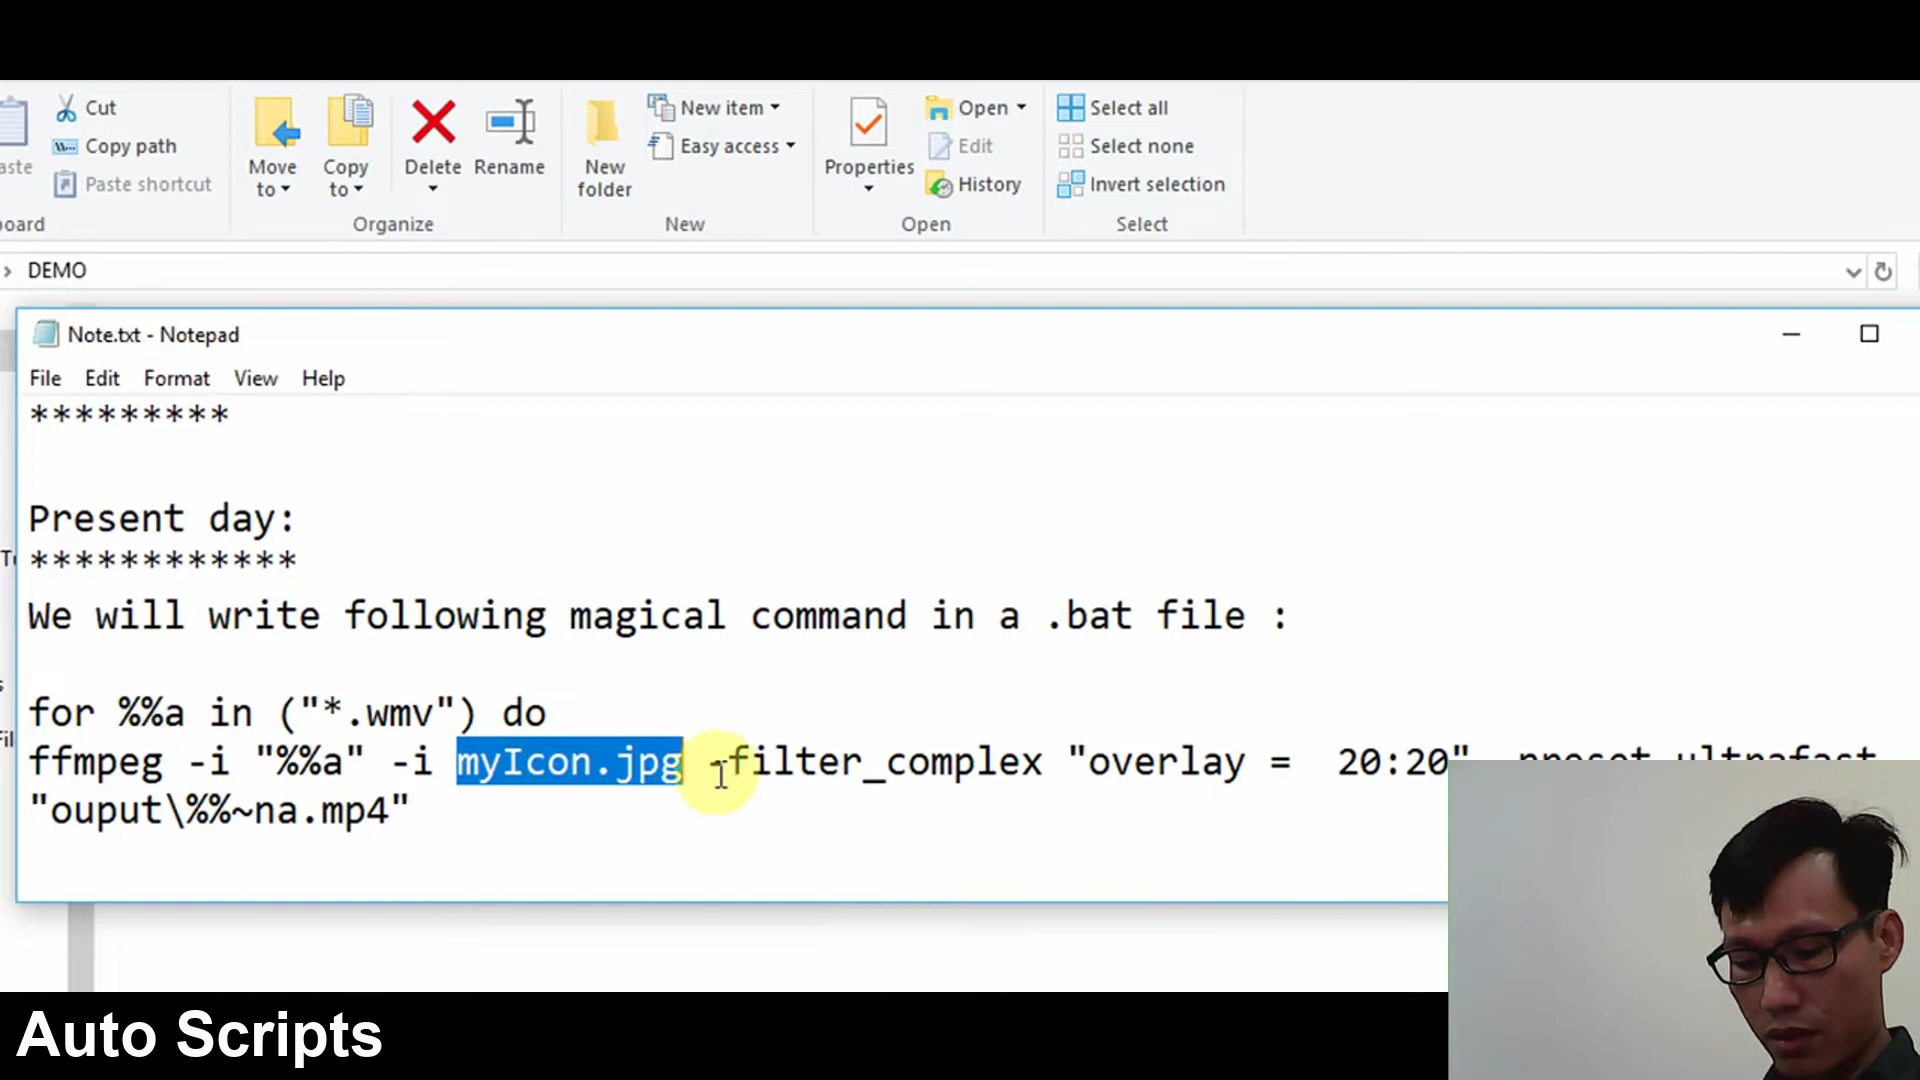 Cut
Copy path
Paste shortcut
Move to
Copy to
Delete
Rename
Organize
New folder
New item
Easy access
New
Properties
Open
Edit
History
Open
Select all
Select none
Invert selection
Select
DEMO
Note.txt - Notepad
File Edit Format View Help
*********
Present day:
************
We will write following magical command in a .bat file :
for %%a in ("*.wmv") do
ffmpeg -i "%%a" -i myIcon.jpg -filter_complex "overlay = 20:20" -preset ultrafast
"ouput\%%~na.mp4"
Auto Scripts